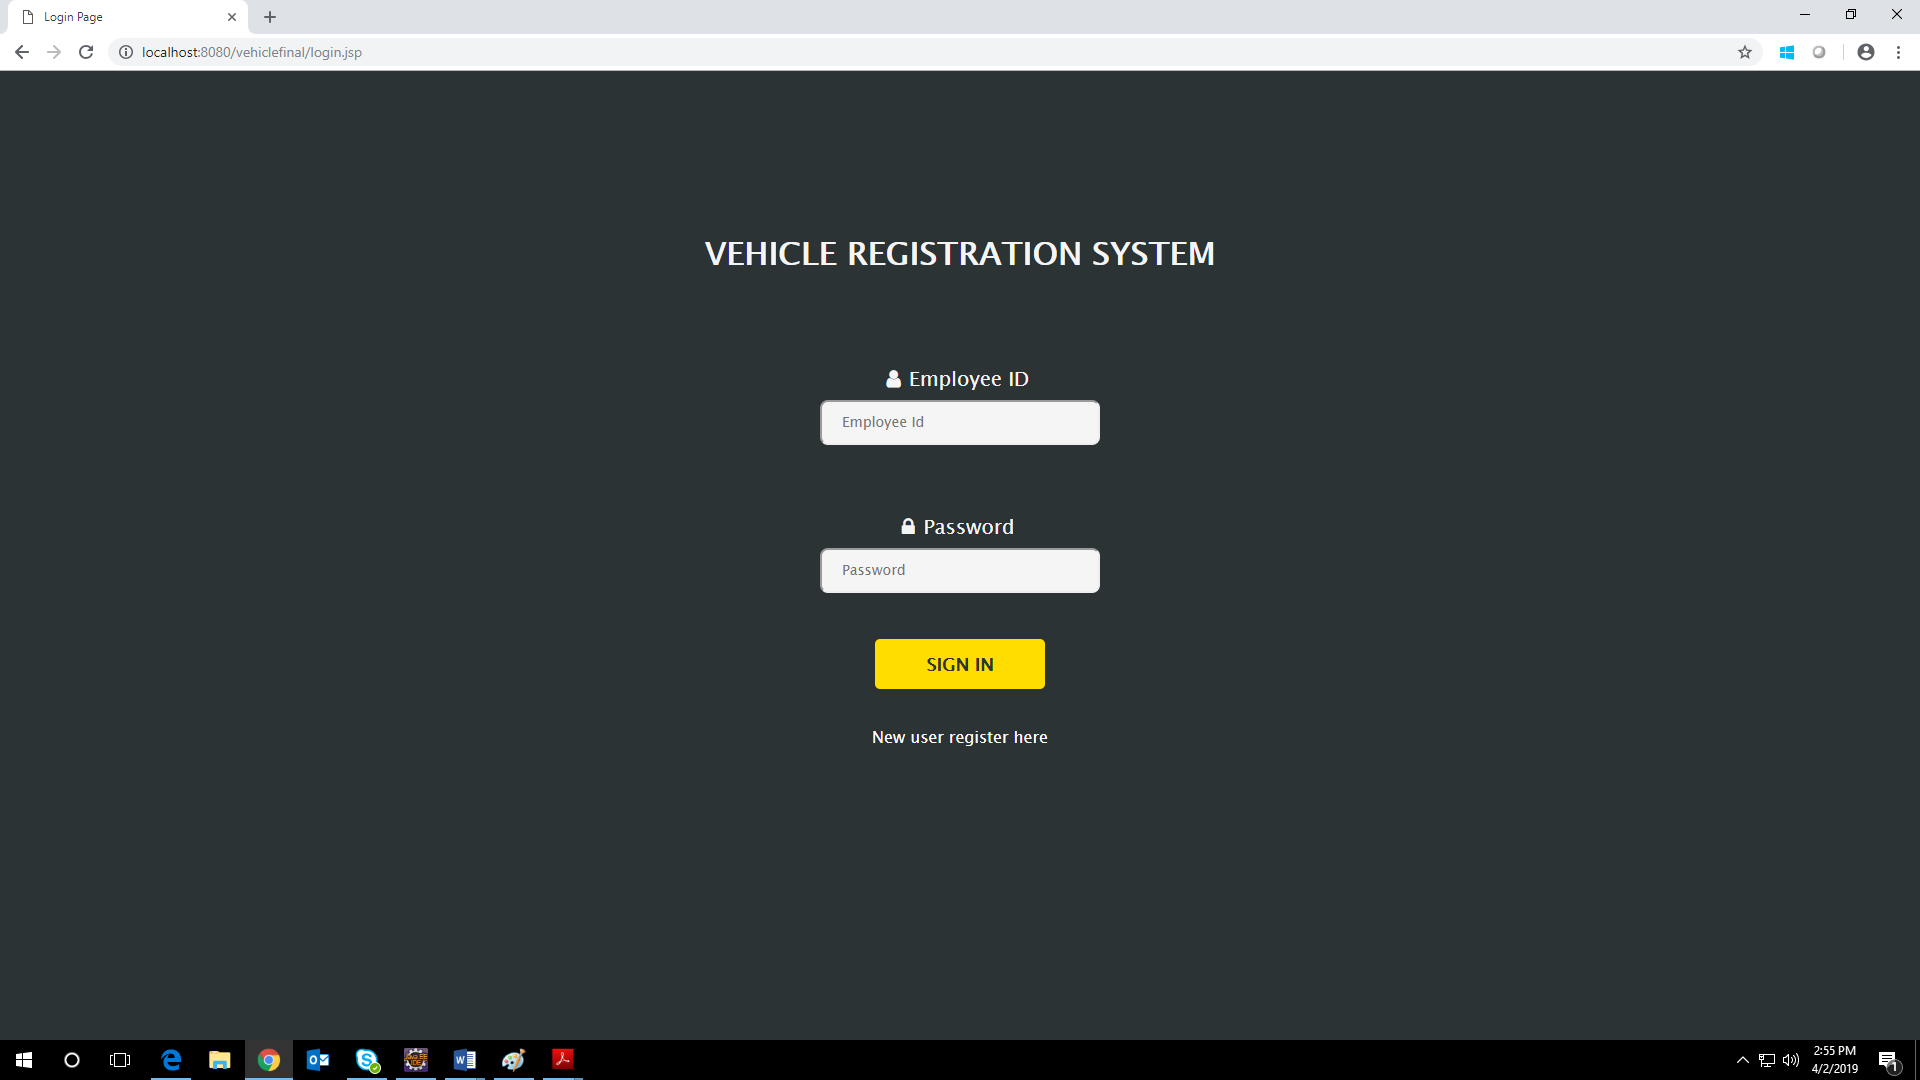 Login Page
localhost:8080/vehiclefinal/login.jsp
VEHICLE REGISTRATION SYSTEM
Employee ID
Employee Id
Password
Password
SIGN IN
New user register here
2:55 PM
4/2/2019
1